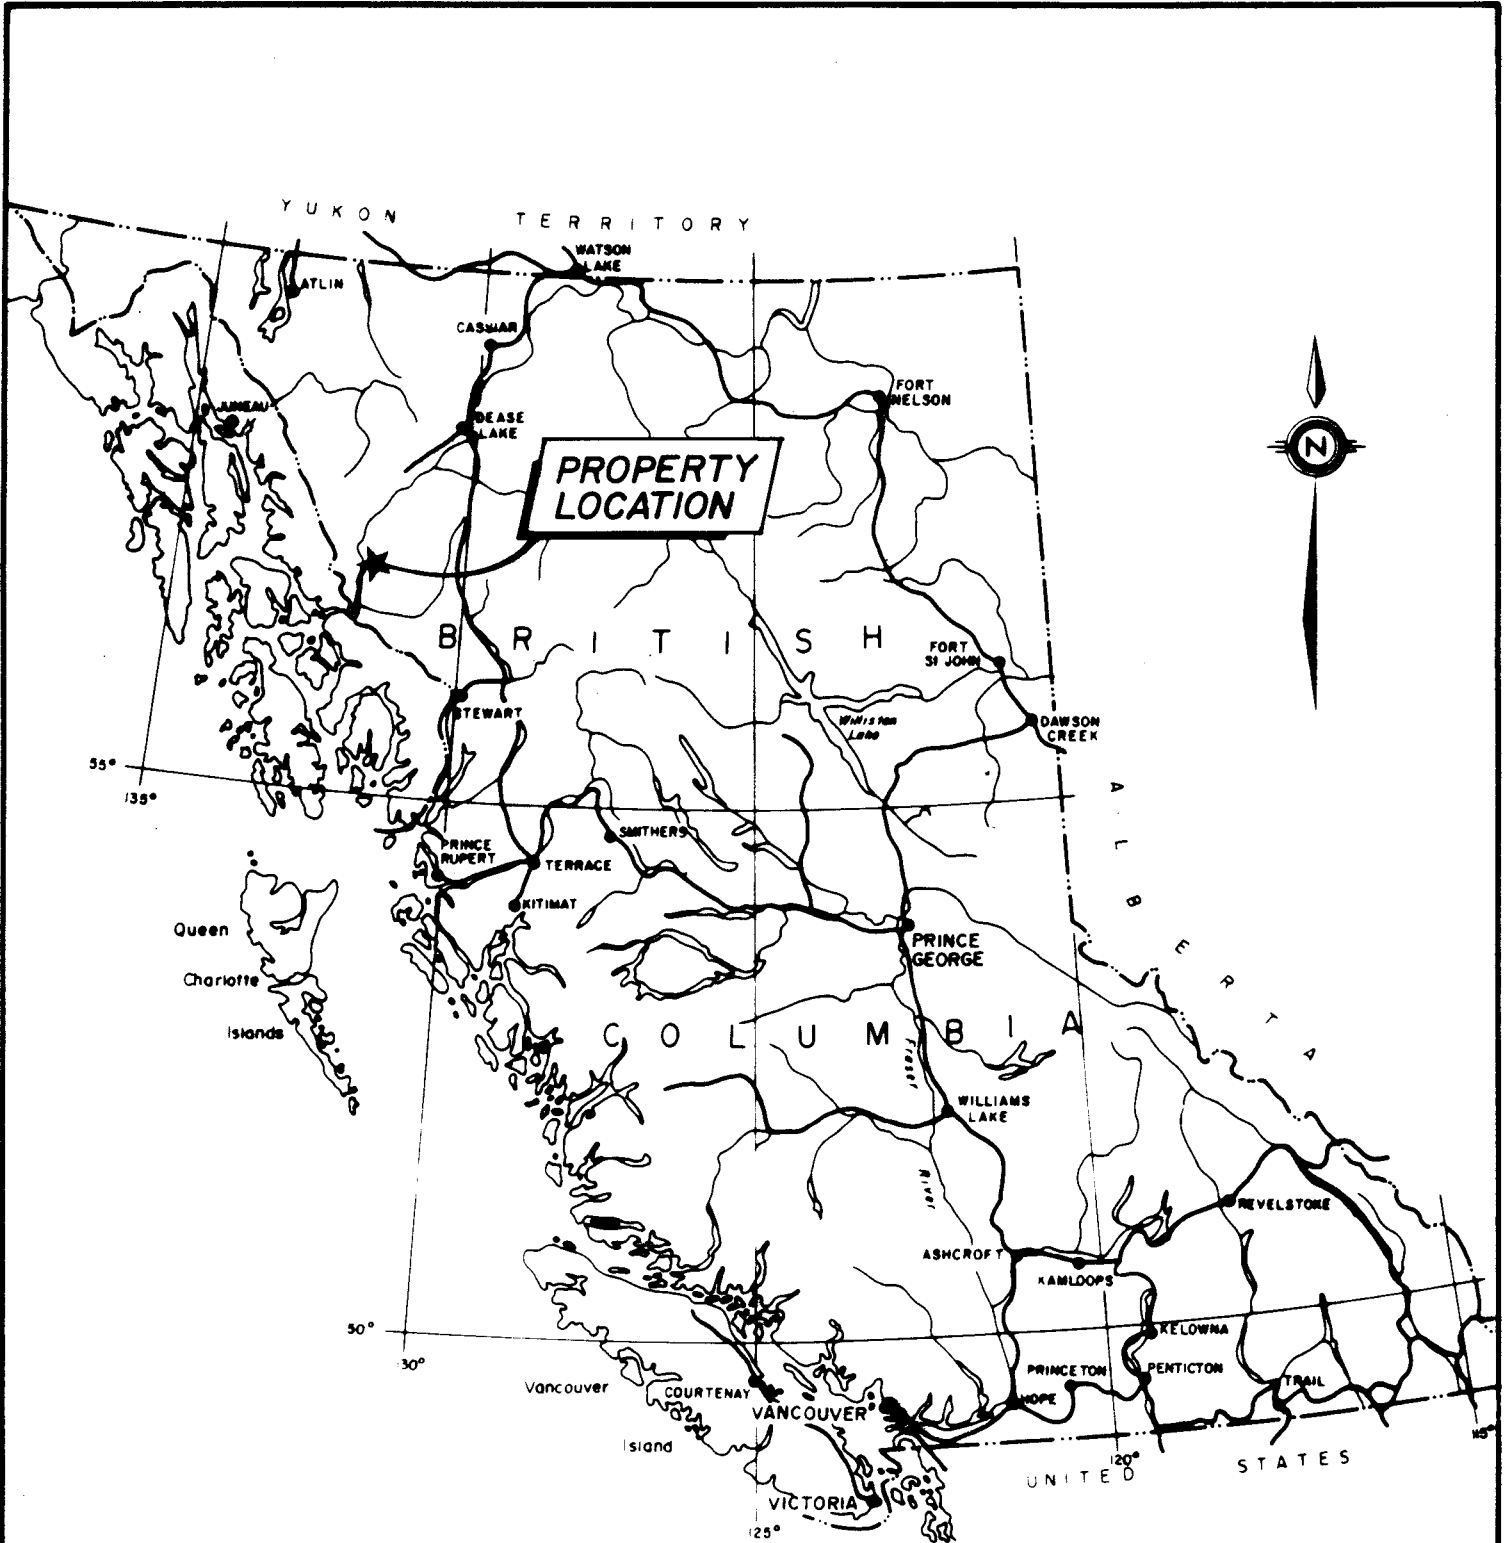 YUKON TERRITORY
WATSON
LAKE
ATLIN
CASSIAR
JUNEAU
DEASE
LAKE
FORT
NELSON
N
PROPERTY
LOCATION
BRITISH
FORT
ST JOHN
STEWART
Williston
Lake
DAWSON
CREEK
55°
135°
ALBERTA
SMITHERS
PRINCE
RUPERT
TERRACE
KITIMAT
Queen
Charlotte
Islands
PRINCE
GEORGE
COLUMBIA
Fraser
River
WILLIAMS
LAKE
REVELSTOKE
ASHCROFT
KAMLOOPS
50°
130°
KELOWNA
PRINCETON
PENTICTON
TRAIL
HOPE
Vancouver
Island
COURTENAY
VANCOUVER
VICTORIA
125°
120°
115°
UNITED STATES